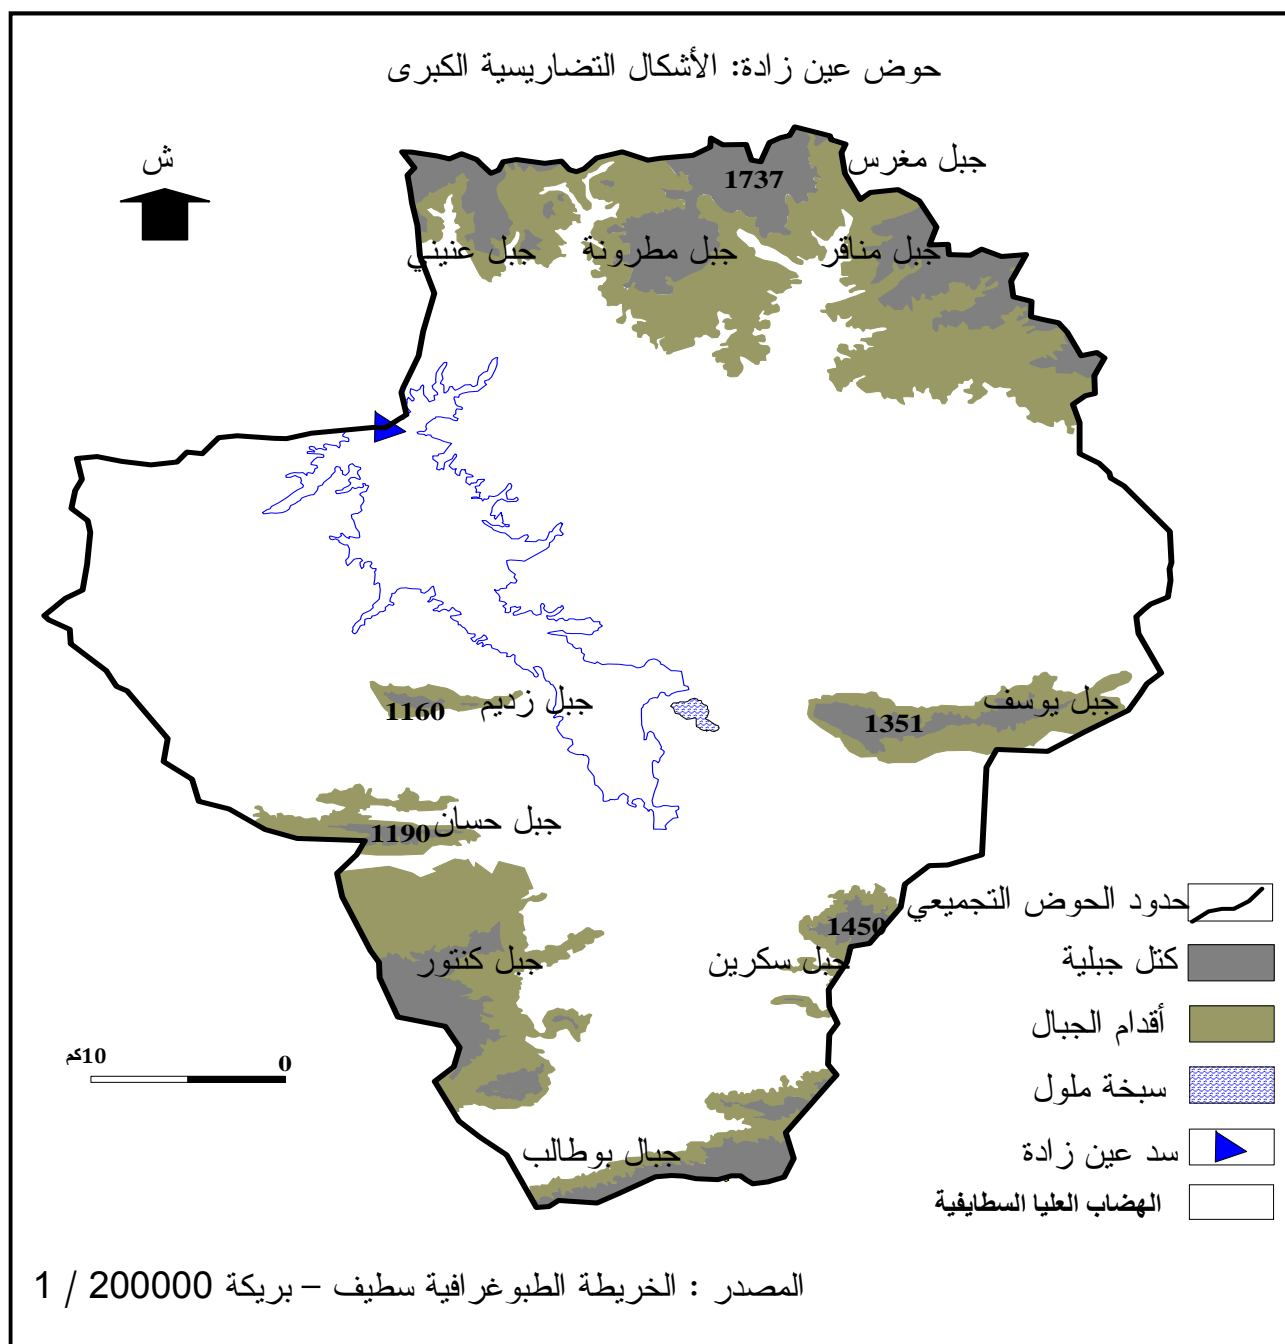 حوض عين زادة: الأشكال التضاريسية الكبرى
ش
جبل مغرس
1737
جبل عنيني
جبل مطرونة
جبل مناقر
جبل زديم
1160
جبل يوسف
1351
جبل حسان
1190
1450
جبل كنتور
جبل سكرين
جبال بوطالب
10كم
0
حدود الحوض التجميعي
كتل جبلية
أقدام الجبال
سبخة ملول
سد عين زادة
الهضاب العليا السطايفية
المصدر : الخريطة الطبوغرافية سطيف – بريكة 200000 / 1